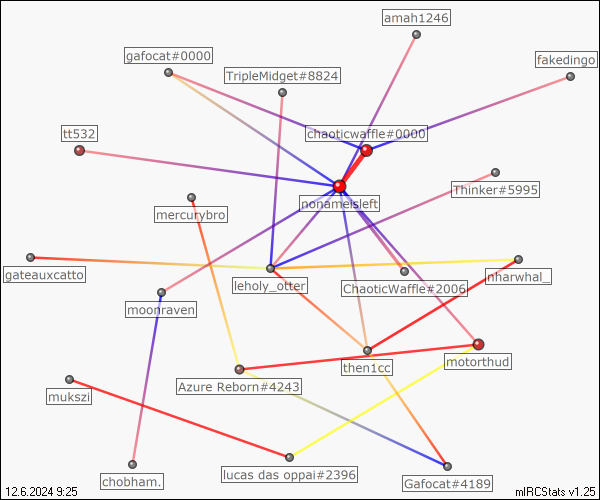 amah1246
gafocat#0000
fakedingo
TripleMidget#8824
tt532
chaoticwaffle#0000
Thinker#5995
nonameisleft
mercurybro
gateauxcatto
leholy_otter
ChaoticWaffle#2006
nharwhal_
moonraven
then1cc
motorthud
Azure Reborn#4243
mukszi
chobham.
lucas das oppai#2396
Gafocat#4189
12.6.2024 9:25
mIRCStats v1.25